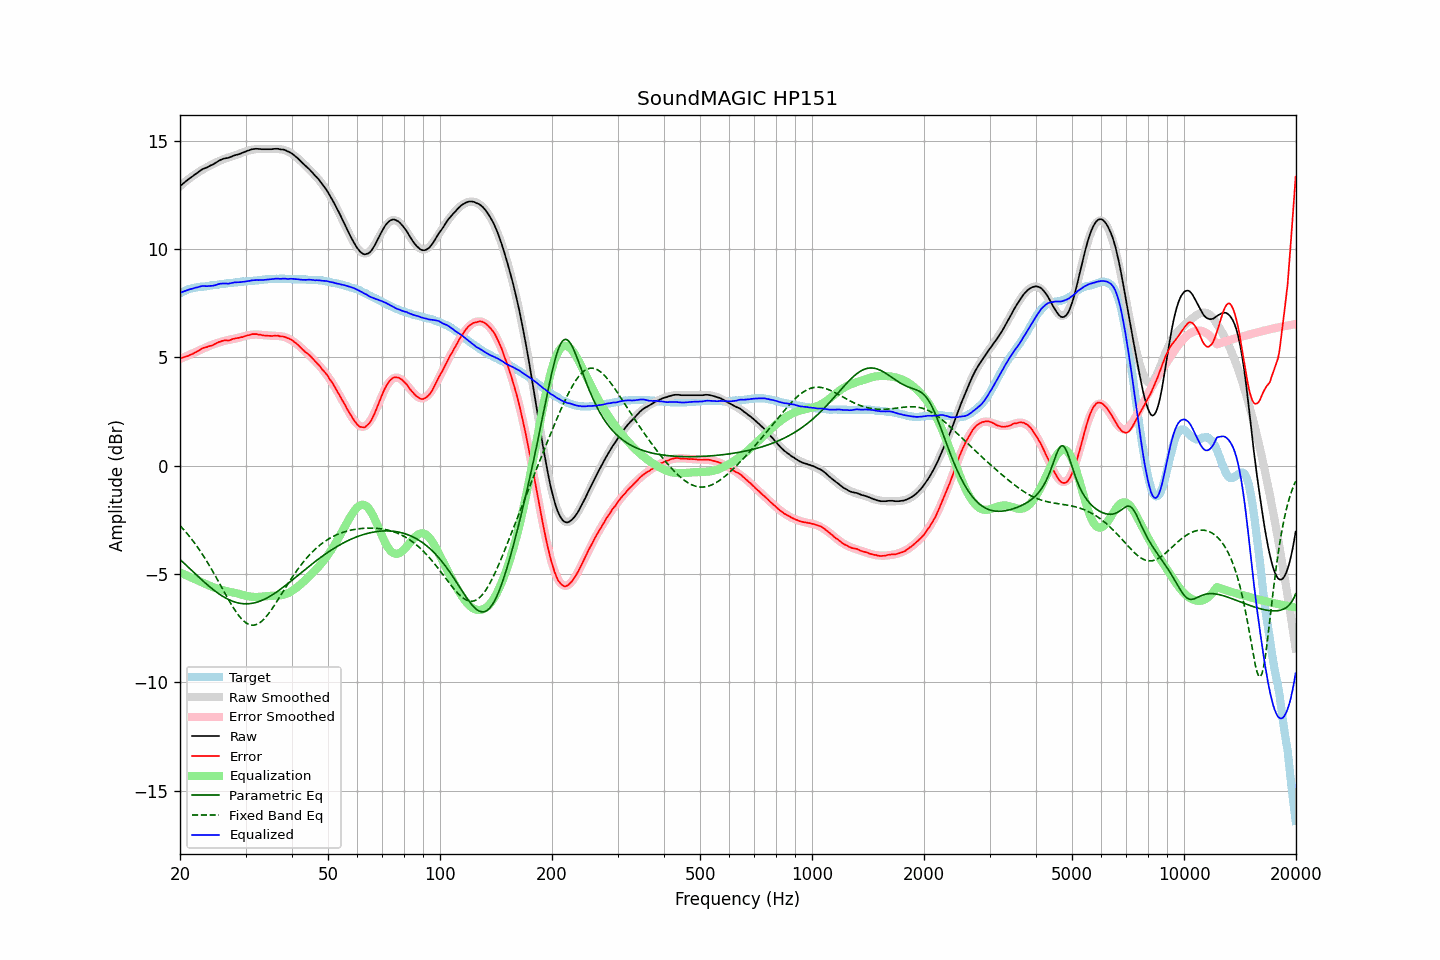 SoundMAGIC HP151
Amplitude (dBr)
15
10
5
0
−5
−10
−15
Target
Raw Smoothed
Error Smoothed
Raw
Error
Equalization
Parametric Eq
Fixed Band Eq
Equalized
20 50 100 200 500 1000 2000 5000 10000 20000
Frequency (Hz)